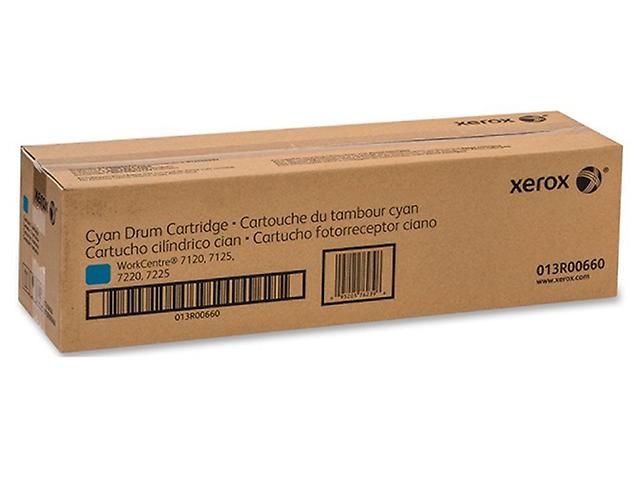 xerox
xerox
Cyan Drum Cartridge • Cartouche du tambour cyan
Cartucho cilíndrico cian • Cartucho fotorreceptor ciano
WorkCentre® 7120, 7125,
7220, 7225
013R00660
013R00660
www.xerox.com